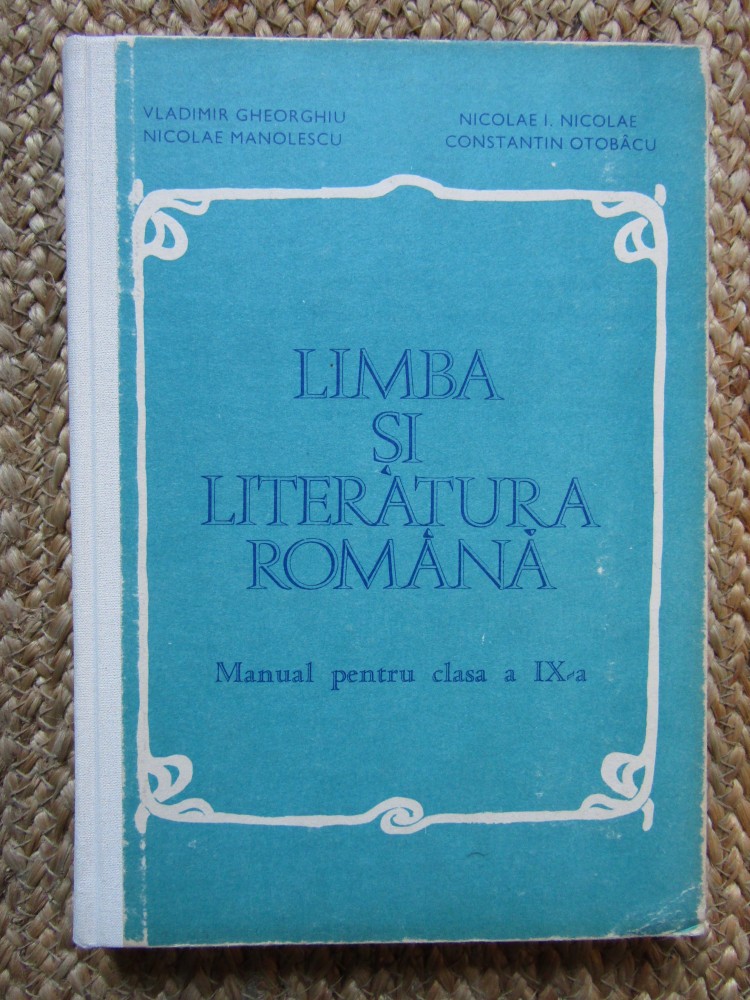 VLADIMIR GHEORGHIU
NICOLAE MANOLESCU
NICOLAE I. NICOLAE
CONSTANTIN OTOBÂCU
LIMBA
ȘI
LITERATURA
ROMÂNĂ
Manual pentru clasa a IX-a